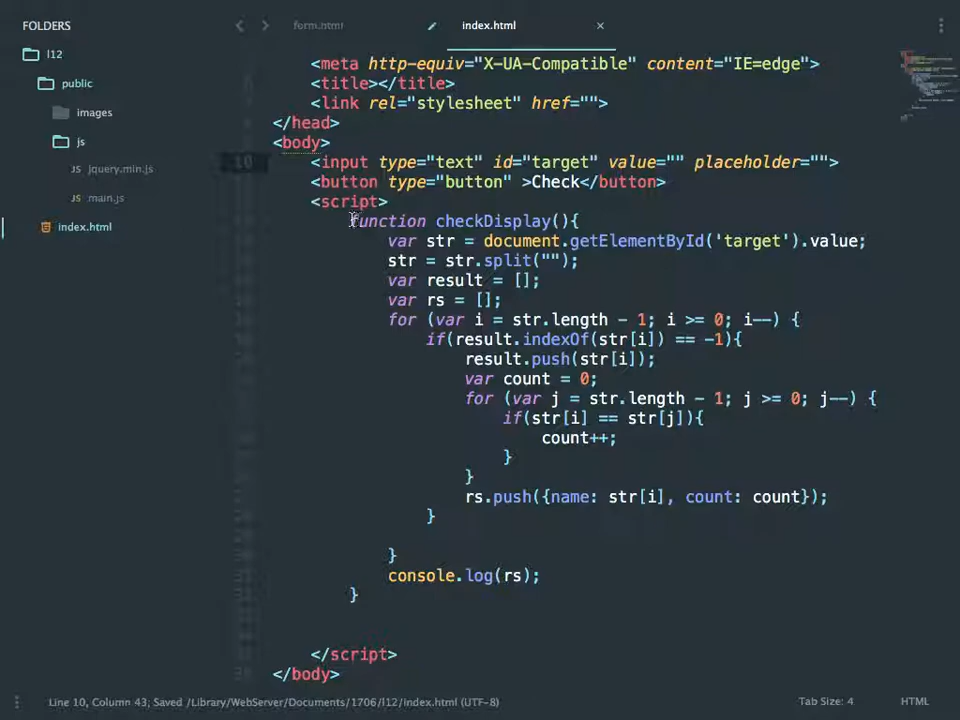 FOLDERS
l12
public
images
js
jquery.min.js
main.js
index.html
form.html
index.html
<meta http-equiv="X-UA-Compatible" content="IE=edge">
<title></title>
<link rel="stylesheet" href="">
</head>
<body>
10
<input type="text" id="target" value="" placeholder="">
<button type="button" >Check</button>
<script>
function checkDisplay(){
var str = document.getElementById('target').value;
str = str.split("");
var result = [];
var rs = [];
for (var i = str.length - 1; i >= 0; i--) {
if(result.indexOf(str[i]) == -1){
result.push(str[i]);
var count = 0;
for (var j = str.length - 1; j >= 0; j--) {
if(str[i] == str[j]){
count++;
}
}
rs.push({name: str[i], count: count});
}
}
console.log(rs);
}
</script>
</body>
Line 10, Column 43; Saved /Library/WebServer/Documents/1706/l12/index.html (UTF-8)
Tab Size: 4
HTML